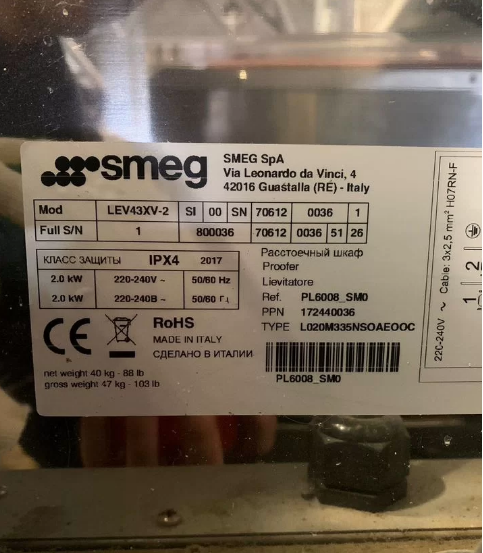 smeg
SMEG SpA
Via Leonardo da Vinci, 4
42016 Guastalla (RE) - Italy
Mod LEV43XV-2 SI 00 SN 70612 0036 1
Full S/N 1 800036 70612 0036 51 26
КЛАСС ЗАЩИТЫ IPX4 2017
2.0 kW 220-240V ~ 50/60 Hz
2.0 kW 220-240В ~ 50/60 Гц
Расстоечный шкаф
Proofer
Lievitatore
Ref. PL6008_SM0
PPN 172440036
TYPE L020M335NSOAEOOC
CE
RoHS
MADE IN ITALY
СДЕЛАНО В ИТАЛИИ
net weight 40 kg - 88 lb
gross weight 47 kg - 103 lb
PL6008_SM0
220-240V ~ Cable: 3x2,5 mm² H07RN-F
1 2